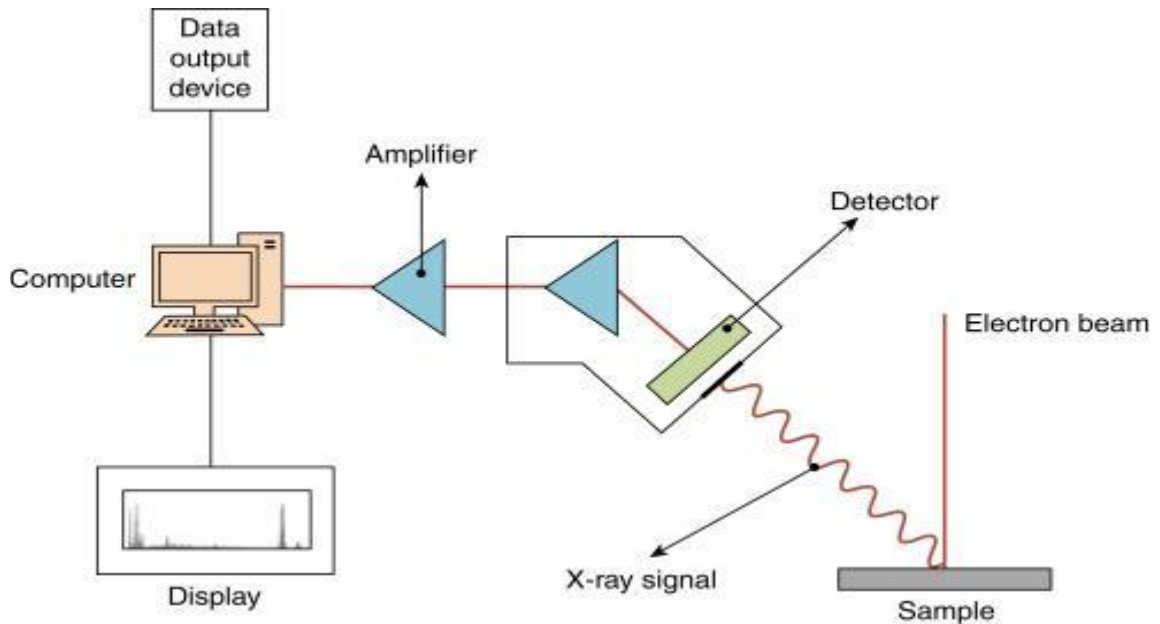 Data
output
device
Amplifier
Detector
Computer
Electron beam
X-ray signal
Display
Sample